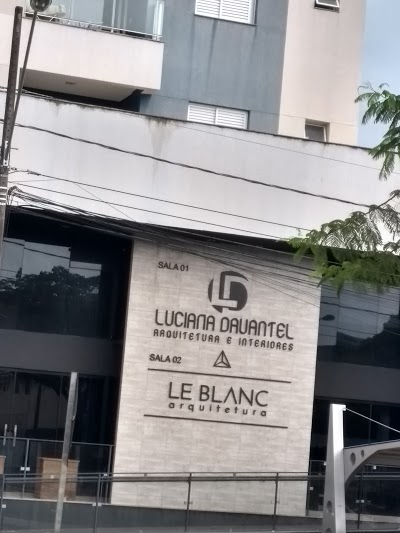 SALA 01
LUCIANA DAVANTEL
ARQUITETURA E INTERIORES
SALA 02
LE BLANC
arquitetura